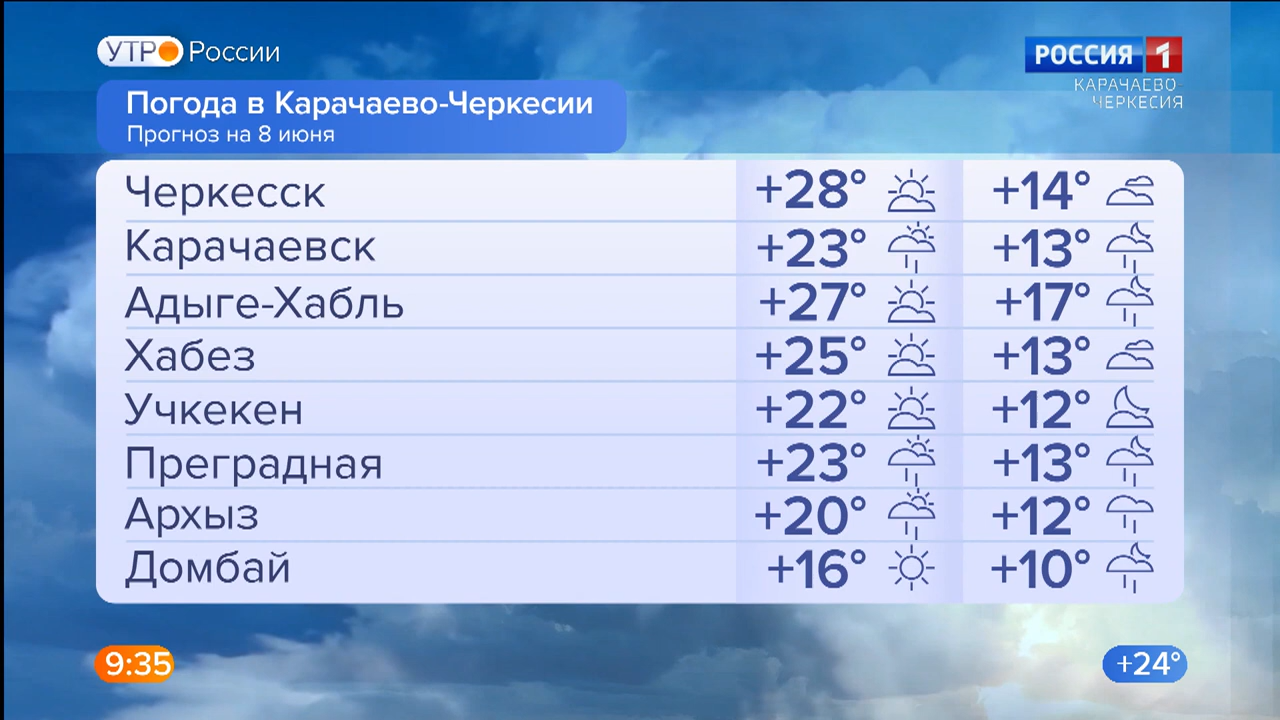 УТРО России
РОССИЯ 1
КАРАЧАЕВО-
ЧЕРКЕСИЯ
Погода в Карачаево-Черкесии
Прогноз на 8 июня
Черкесск +28° +14°
Карачаевск +23° +13°
Адыге-Хабль +27° +17°
Хабез +25° +13°
Учкекен +22° +12°
Преградная +23° +13°
Архыз +20° +12°
Домбай +16° +10°
9:35 +24°